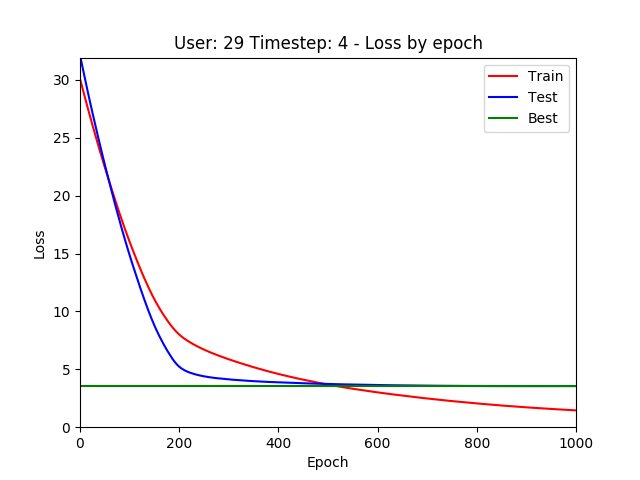 User: 29 Timestep: 4 - Loss by epoch
Train
Test
Best
Loss
30
25
20
15
10
5
0
0 200 400 600 800 1000
Epoch